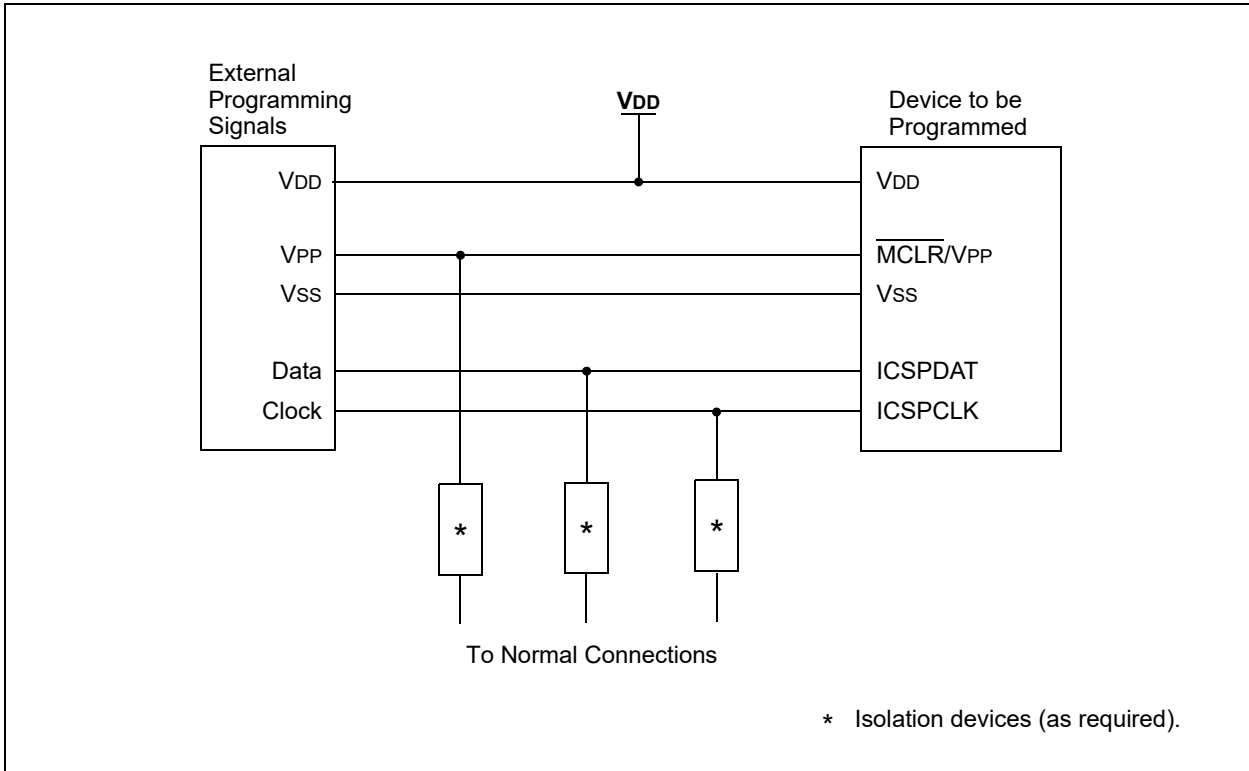 External
Programming
Signals
VDD
Device to be
Programmed
VDD
VDD
VPP
MCLR/VPP
VSS
VSS
Data
ICSPDAT
Clock
ICSPCLK
*
*
*
To Normal Connections
* Isolation devices (as required).